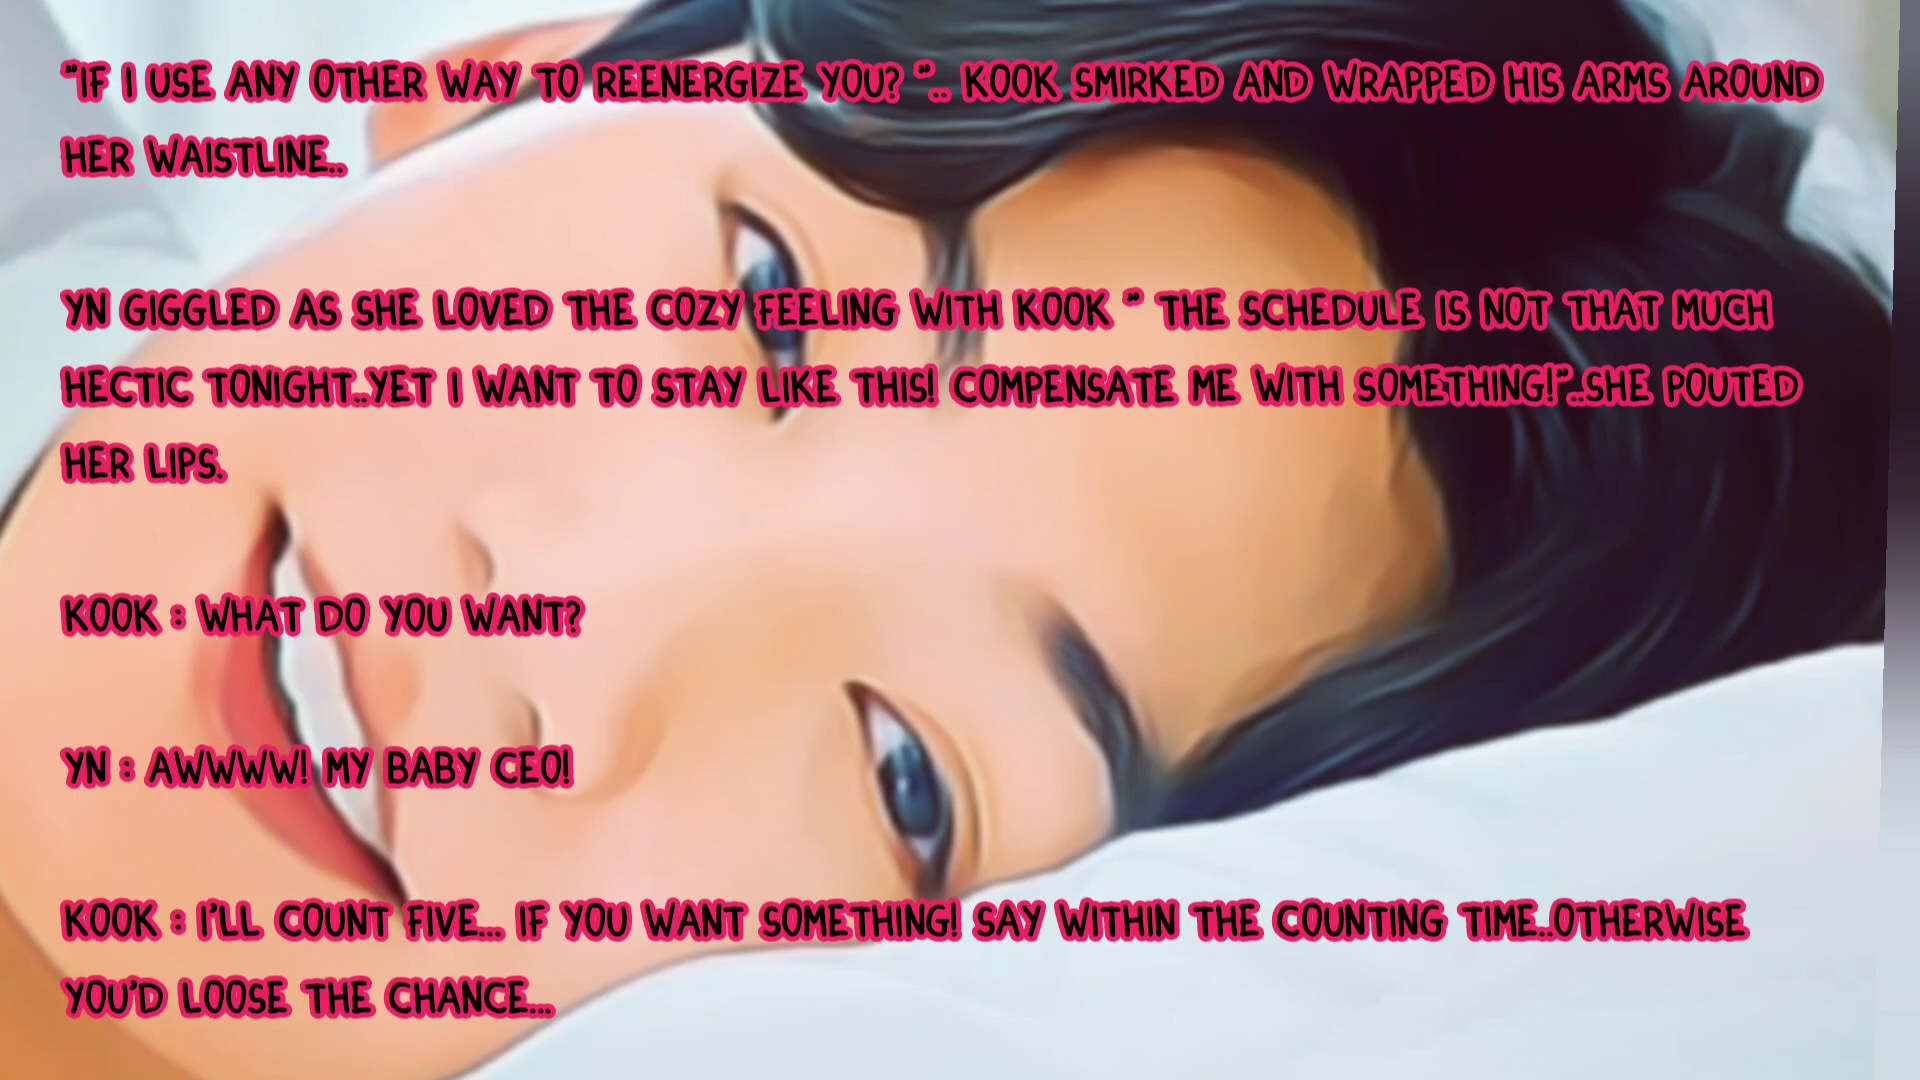 "IF I USE ANY OTHER WAY TO REENERGIZE YOU? ".. KOOK SMIRKED AND WRAPPED HIS ARMS AROUND
HER WAISTLINE..
YN GIGGLED AS SHE LOVED THE COZY FEELING WITH KOOK " THE SCHEDULE IS NOT THAT MUCH
HECTIC TONIGHT..YET I WANT TO STAY LIKE THIS! COMPENSATE ME WITH SOMETHING!"..SHE POUTED
HER LIPS.
KOOK : WHAT DO YOU WANT?
YN : AWWWW! MY BABY CEO!
KOOK : I'LL COUNT FIVE... IF YOU WANT SOMETHING! SAY WITHIN THE COUNTING TIME..OTHERWISE
YOU'D LOOSE THE CHANCE...